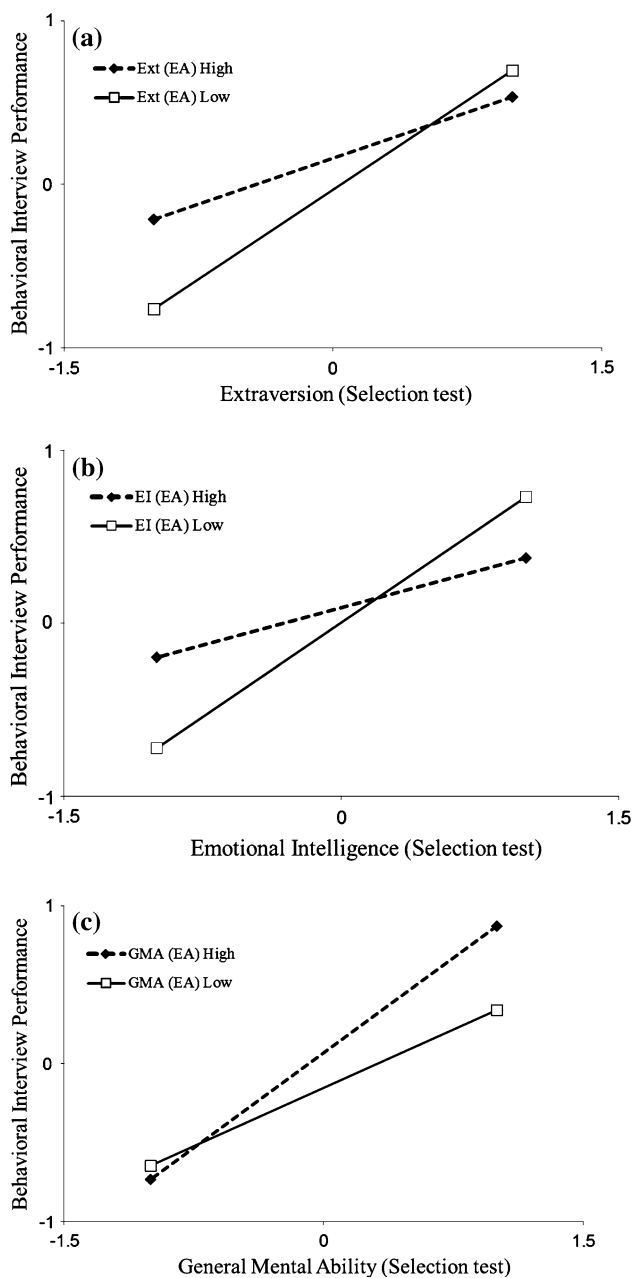 (a)
Ext (EA) High
Ext (EA) Low
Behavioral Interview Performance
1
0
-1
-1.5
0
1.5
Extraversion (Selection test)
(b)
EI (EA) High
EI (EA) Low
Behavioral Interview Performance
1
0
-1
-1.5
0
1.5
Emotional Intelligence (Selection test)
(c)
GMA (EA) High
GMA (EA) Low
Behavioral Interview Performance
1
0
-1
-1.5
0
1.5
General Mental Ability (Selection test)